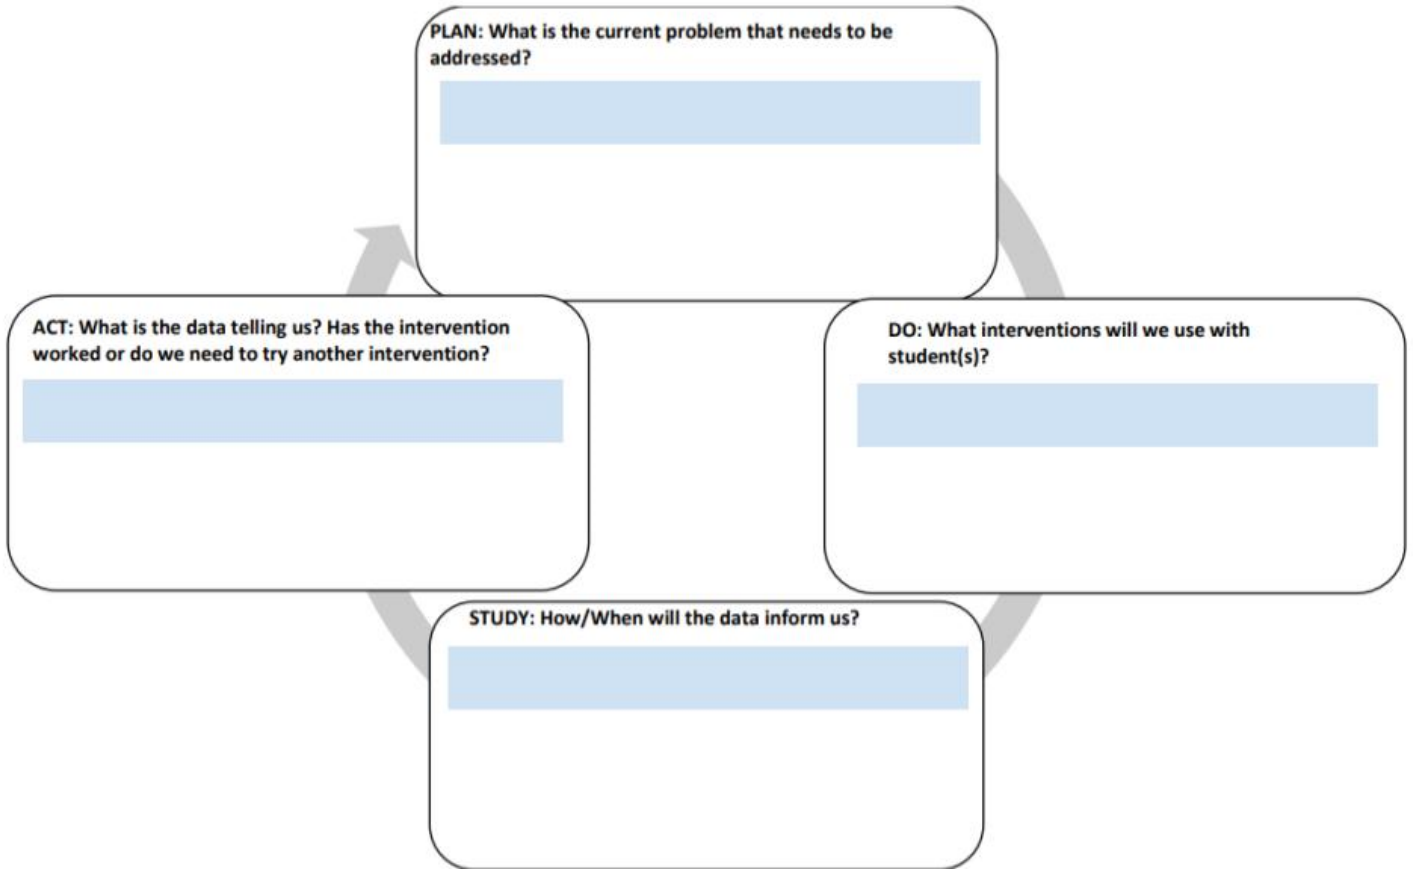 PLAN: What is the current problem that needs to be
addressed?
ACT: What is the data telling us? Has the intervention
worked or do we need to try another intervention?
DO: What interventions will we use with
student(s)?
STUDY: How/When will the data inform us?